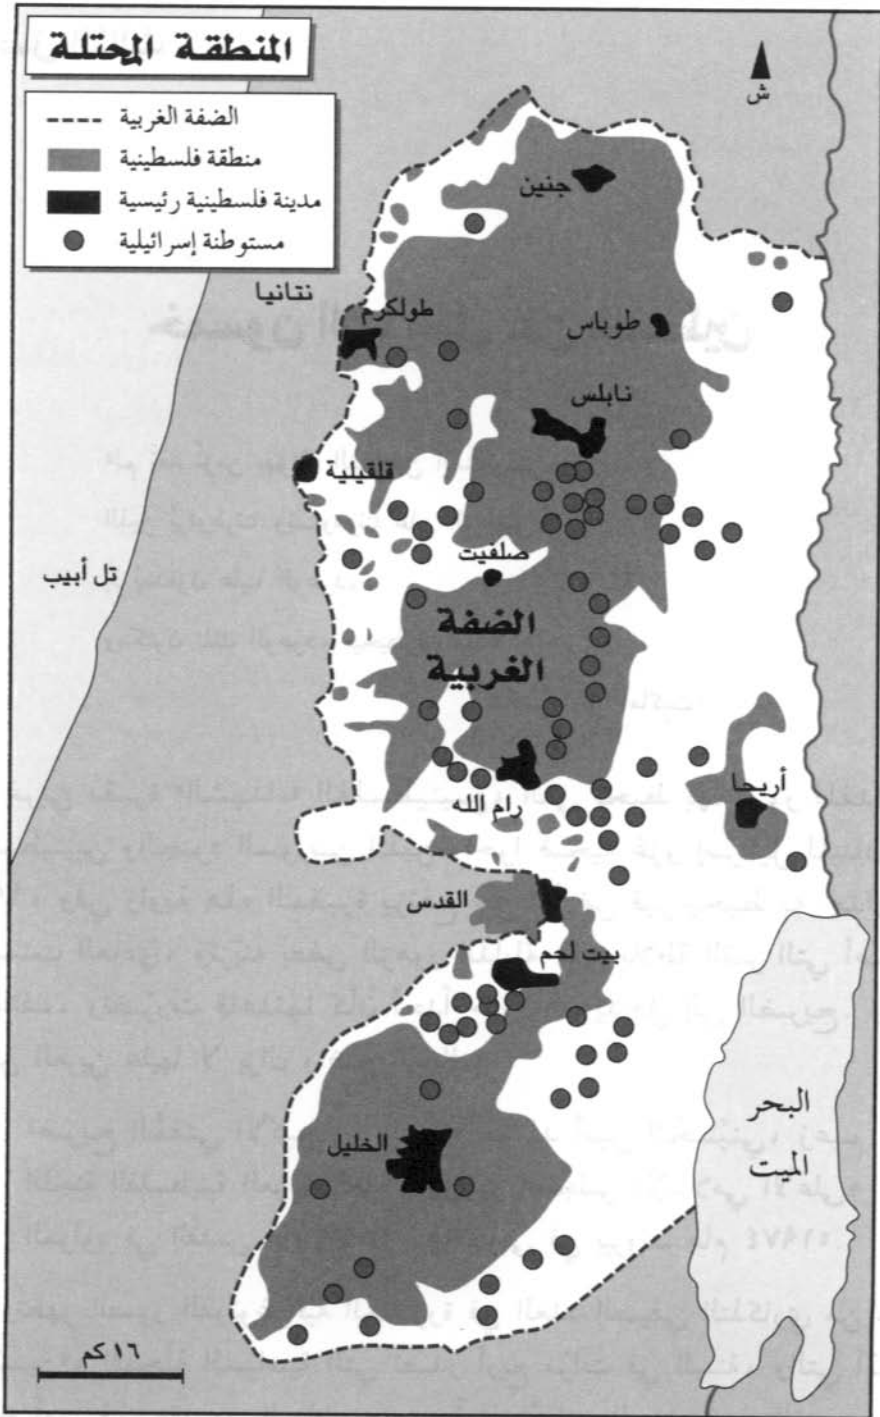 المنطقة المحتلة
الضفة الغربية
منطقة فلسطينية
مدينة فلسطينية رئيسية
مستوطنة إسرائيلية
ش
جنين
نتانيا
طولكرم
طوباس
نابلس
قلقيلية
صلفيت
تل أبيب
الضفة
الغربية
رام الله
أريحا
القدس
بيت لحم
الخليل
البحر
الميت
١٦ كم